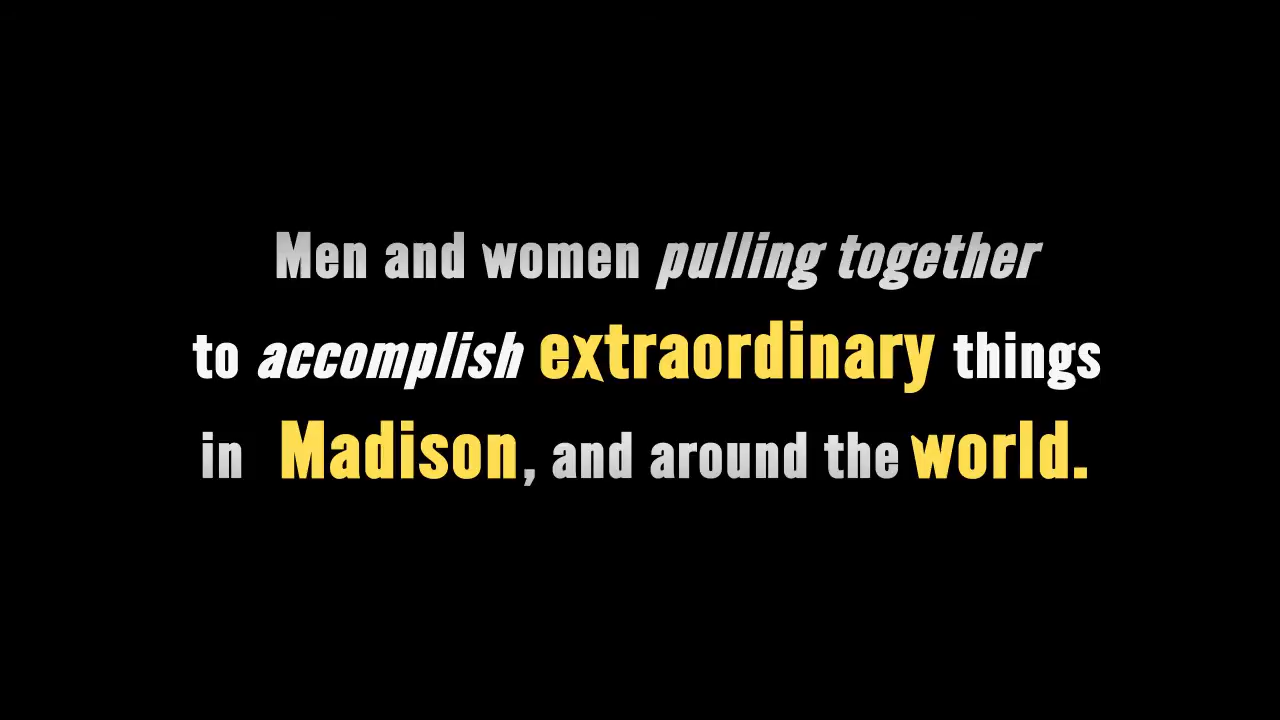 Men and women pulling together
to accomplish extraordinary things
in Madison, and around the world.